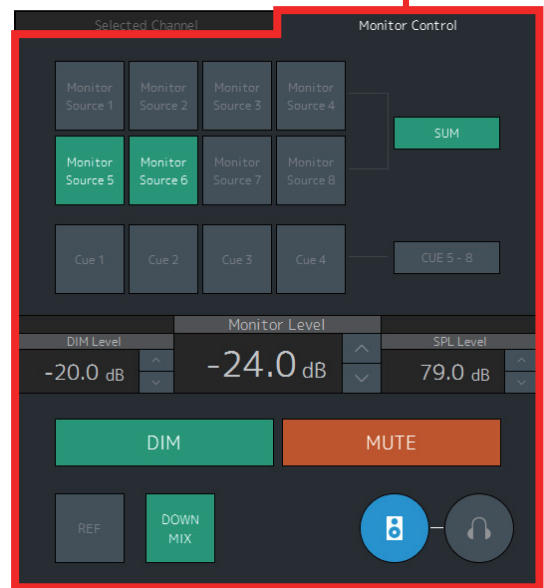 Selected Channel
Monitor Control
Monitor Source 1
Monitor Source 2
Monitor Source 3
Monitor Source 4
SUM
Monitor Source 5
Monitor Source 6
Monitor Source 7
Monitor Source 8
Cue 1
Cue 2
Cue 3
Cue 4
CUE 5 - 8
Monitor Level
DIM Level
SPL Level
-20.0 dB
-24.0 dB
79.0 dB
DIM
MUTE
REF
DOWN
MIX